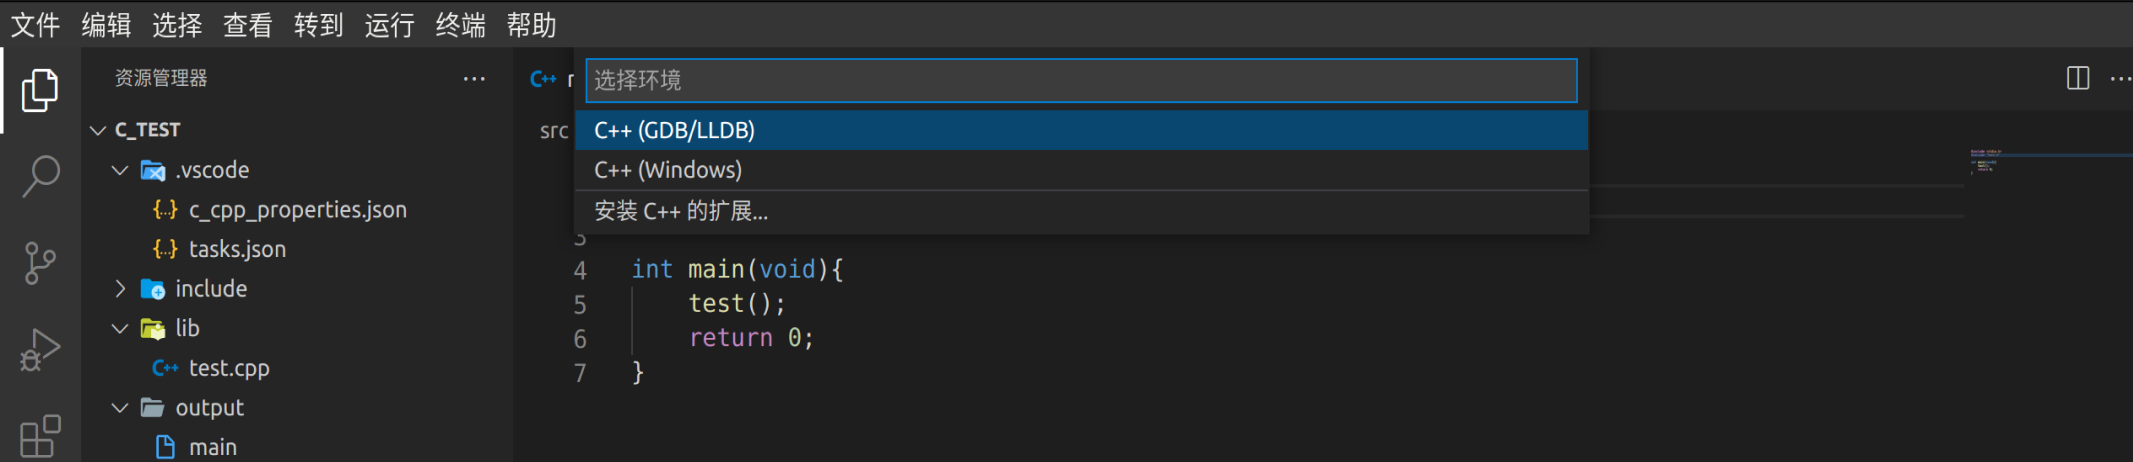 文件 编辑 选择 查看 转到 运行 终端 帮助
资源管理器 ···
C_TEST
.vscode
{..} c_cpp_properties.json
{..} tasks.json
include
lib
C++ test.cpp
output
main
C++
选择环境
C++ (GDB/LLDB)
C++ (Windows)
安装 C++ 的扩展...
src
3
4 int main(void){
5 test();
6 return 0;
7 }